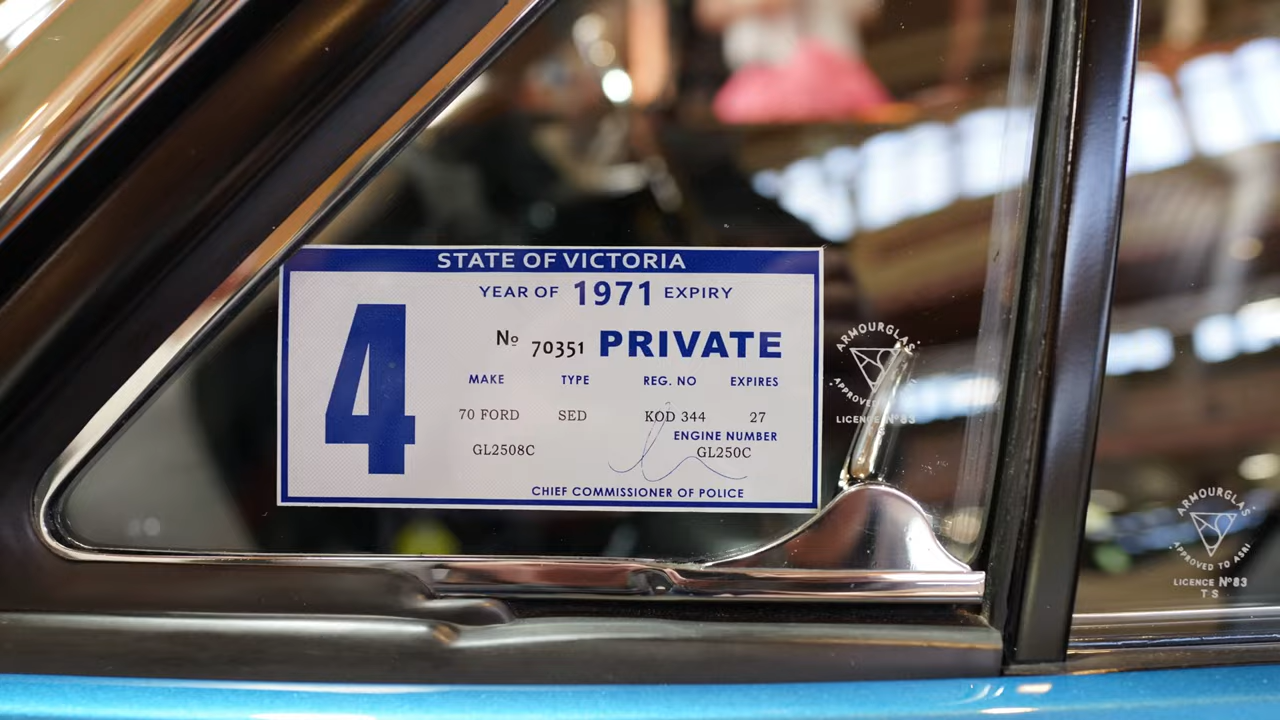 STATE OF VICTORIA
YEAR OF 1971 EXPIRY
4
Nº 70351 PRIVATE
MAKE TYPE REG. NO EXPIRES
70 FORD SED KOD 344 27
ENGINE NUMBER
GL2508C GL250C
CHIEF COMMISSIONER OF POLICE
ARMOURGLAS
APPROVED
LICENCE Nº83
ARMOURGLAS
APPROVED TO ASRI
LICENCE Nº83
TS